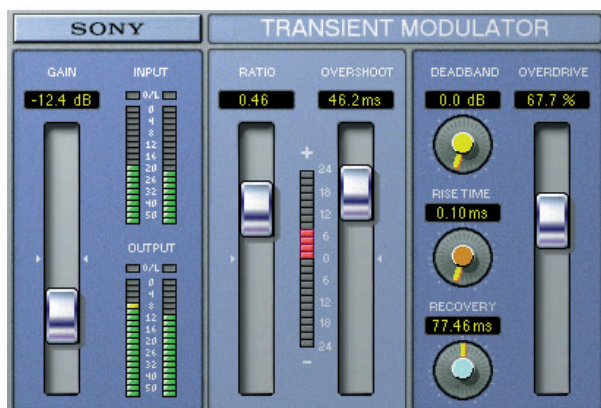 SONY
TRANSIENT MODULATOR
GAIN
INPUT
-12.4 dB
O/L
0
4
8
12
16
20
26
32
40
50
OUTPUT
O/L
0
4
8
12
16
20
26
32
40
50
RATIO
OVERSHOOT
0.46
46.2ms
+
24
18
12
6
0
6
12
18
24
-
DEADBAND
OVERDRIVE
0.0 dB
67.7 %
RISE TIME
0.10ms
RECOVERY
77.46ms